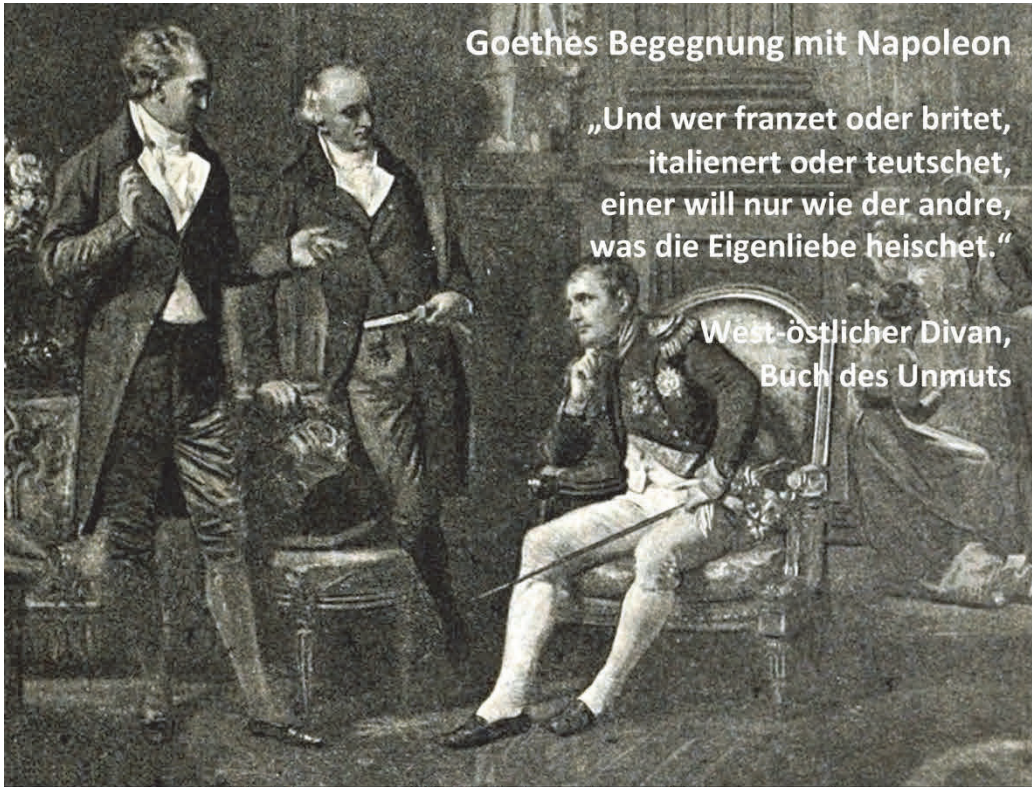 Goethes Begegnung mit Napoleon
„Und wer franzet oder britet,
italienert oder teutschet,
einer will nur wie der andre,
was die Eigenliebe heischet.“
West-östlicher Divan,
Buch des Unmuts